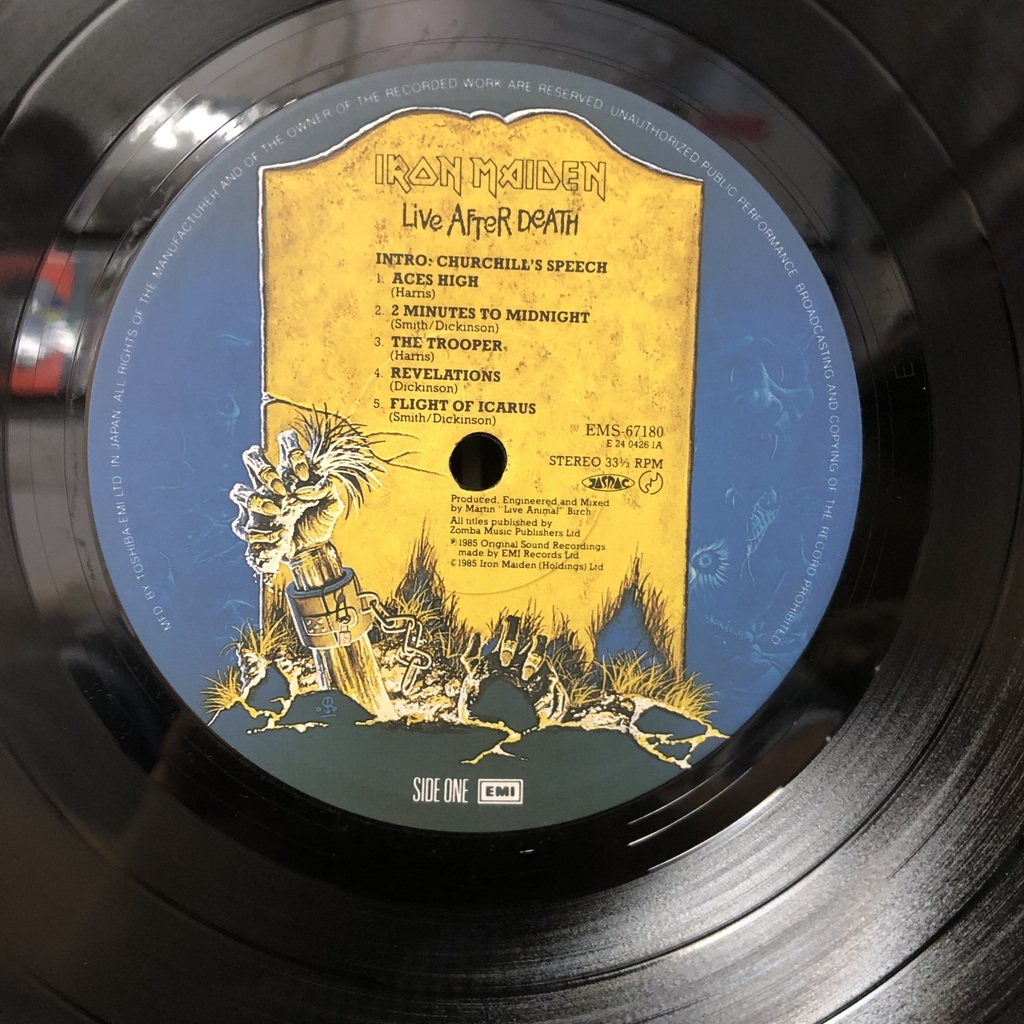 MFD BY TOSHIBA-EMI LTD IN JAPAN. ALL RIGHTS OF THE MANUFACTURER AND OF THE OWNER OF THE RECORDED WORK ARE RESERVED. UNAUTHORIZED PUBLIC PERFORMANCE. BROADCASTING AND COPYING OF THE RECORD PROHIBITED
IRON MAIDEN
Live After Death
INTRO: CHURCHILL'S SPEECH
1. ACES HIGH
(Harris)
2. 2 MINUTES TO MIDNIGHT
(Smith/Dickinson)
3. THE TROOPER
(Harris)
4. REVELATIONS
(Dickinson)
5. FLIGHT OF ICARUS
(Smith/Dickinson)
EMS-67180
E 24 0426 1A
STEREO 33⅓ RPM
JASRAC
Produced, Engineered and Mixed
by Martin "Live Animal" Birch
All titles published by
Zomba Music Publishers Ltd
℗1985 Original Sound Recordings
made by EMI Records Ltd
©1985 Iron Maiden (Holdings) Ltd
SIDE ONE EMI